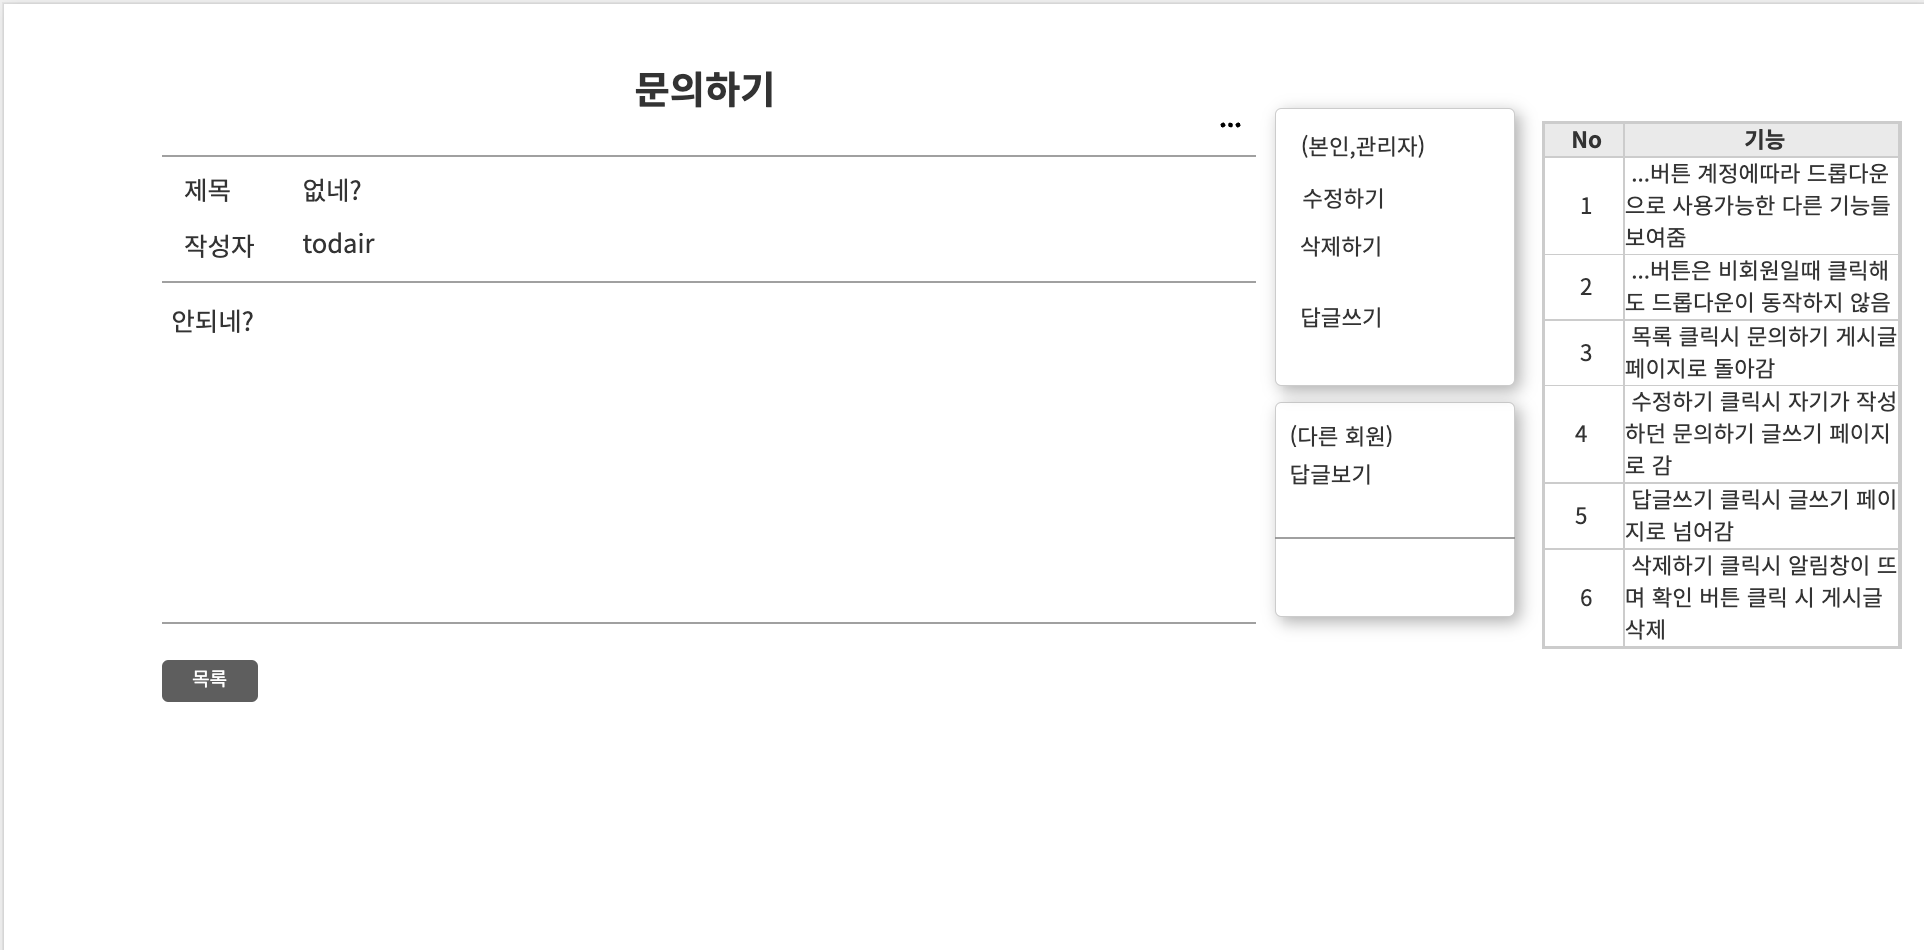 문의하기
...
제목 없네?
작성자 todair
안되네?
목록
(본인,관리자)
수정하기
삭제하기
답글쓰기
(다른 회원)
답글보기
No 기능
1 ...버튼 계정에따라 드롭다운
으로 사용가능한 다른 기능들
보여줌
2 ...버튼은 비회원일때 클릭해
도 드롭다운이 동작하지 않음
3 목록 클릭시 문의하기 게시글
페이지로 돌아감
4 수정하기 클릭시 자기가 작성
하던 문의하기 글쓰기 페이지
로 감
5 답글쓰기 클릭시 글쓰기 페이
지로 넘어감
6 삭제하기 클릭시 알림창이 뜨
며 확인 버튼 클릭 시 게시글
삭제